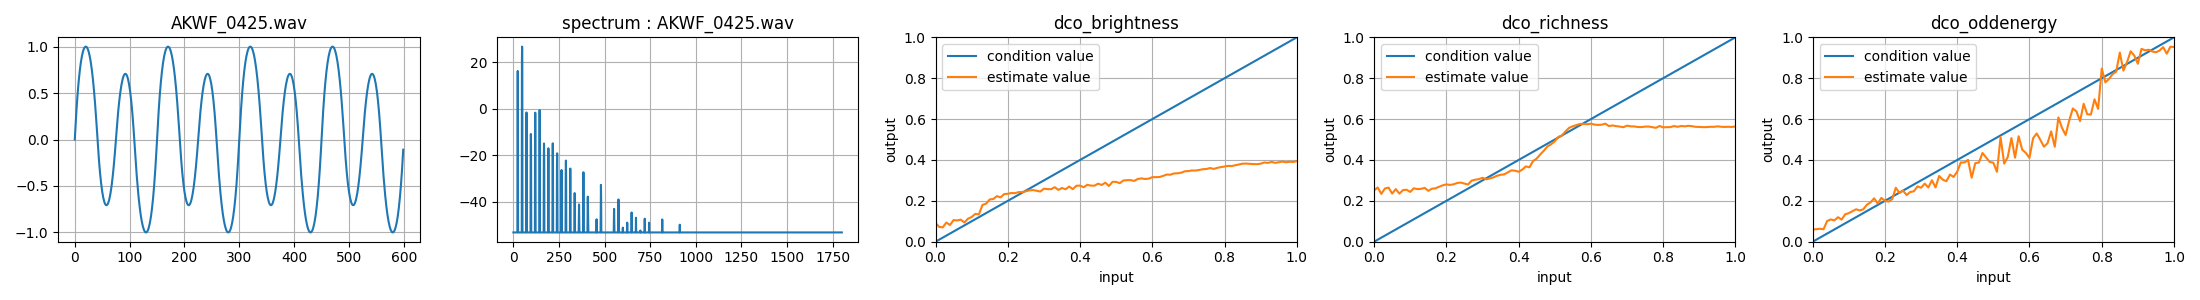 AKWF_0425.wav
1.0
0.5
0.0
−0.5
−1.0
0 100 200 300 400 500 600
spectrum : AKWF_0425.wav
20
0
−20
−40
0 250 500 750 1000 1250 1500 1750
dco_brightness
condition value
estimate value
output
1.0
0.8
0.6
0.4
0.2
0.0
0.0 0.2 0.4 0.6 0.8 1.0
input
dco_richness
condition value
estimate value
output
1.0
0.8
0.6
0.4
0.2
0.0
0.0 0.2 0.4 0.6 0.8 1.0
input
dco_oddenergy
condition value
estimate value
output
1.0
0.8
0.6
0.4
0.2
0.0
0.0 0.2 0.4 0.6 0.8 1.0
input